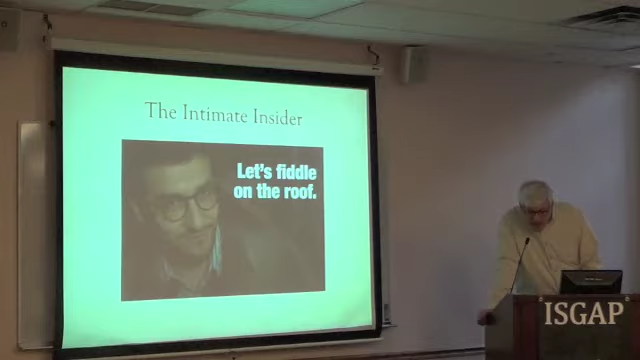 The Intimate Insider
Let's fiddle
on the roof.
ISGAP